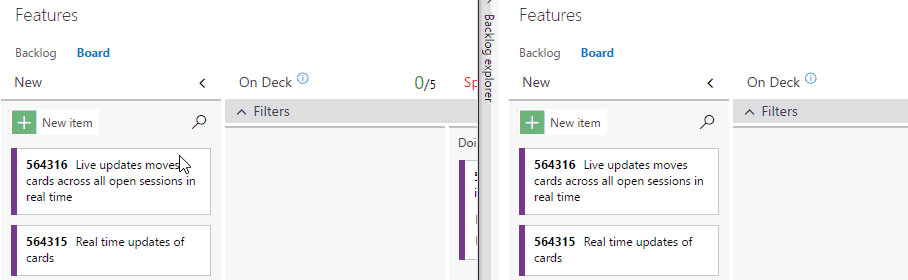 Features
Backlog Board
New
On Deck 0/5
Filters
New item
564316 Live updates moves
cards across all open sessions in
real time
564315 Real time updates of
cards
Backlog explorer
Features
Backlog Board
New
On Deck
Filters
New item
564316 Live updates moves
cards across all open sessions in
real time
564315 Real time updates of
cards